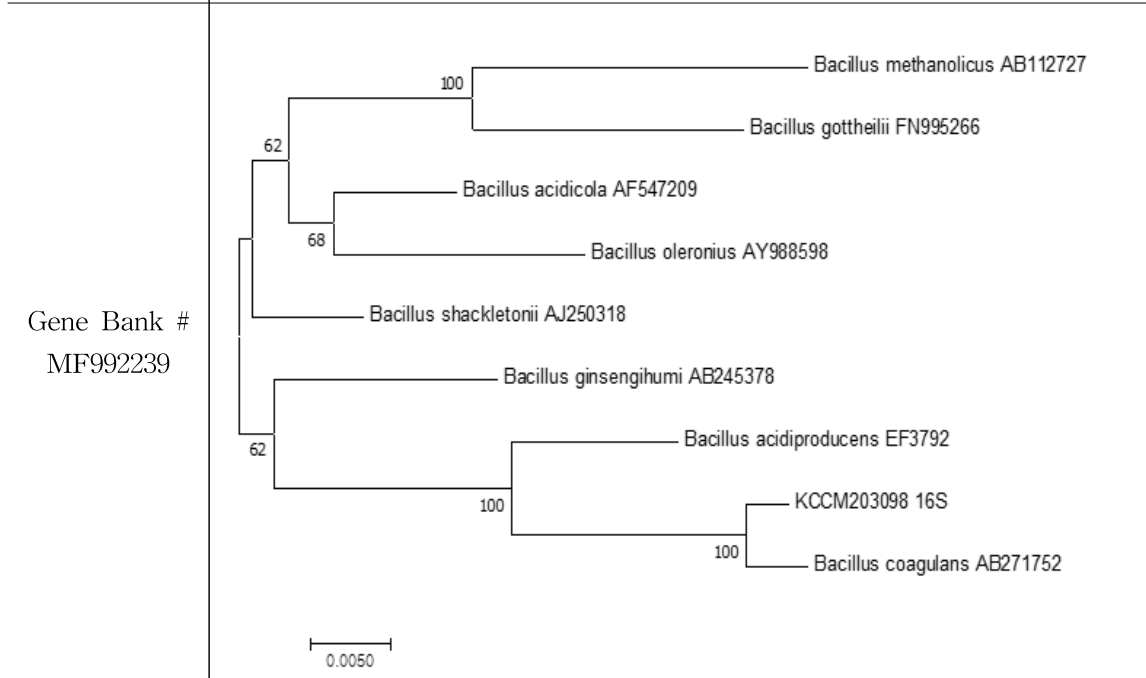 Gene Bank #
MF992239
Bacillus methanolicus AB112727
100
Bacillus gottheilii FN995266
62
Bacillus acidicola AF547209
68
Bacillus oleronius AY988598
Bacillus shackletonii AJ250318
Bacillus ginsengihumi AB245378
62
Bacillus acidiproducens EF3792
100
KCCM203098 16S
100
Bacillus coagulans AB271752
0.0050